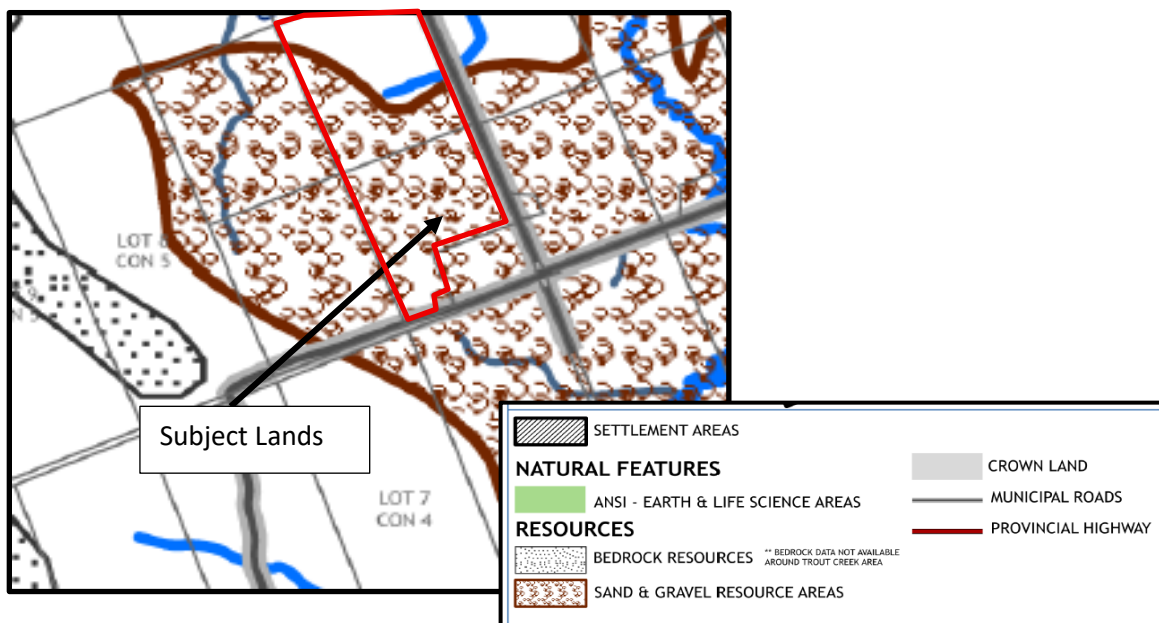 LOT
CON 5
Subject Lands
LOT 7
CON 4
SETTLEMENT AREAS
NATURAL FEATURES
ANSI - EARTH & LIFE SCIENCE AREAS
RESOURCES
BEDROCK RESOURCES ** BEDROCK DATA NOT AVAILABLE
AROUND TROUT CREEK AREA
SAND & GRAVEL RESOURCE AREAS
CROWN LAND
MUNICIPAL ROADS
PROVINCIAL HIGHWAY